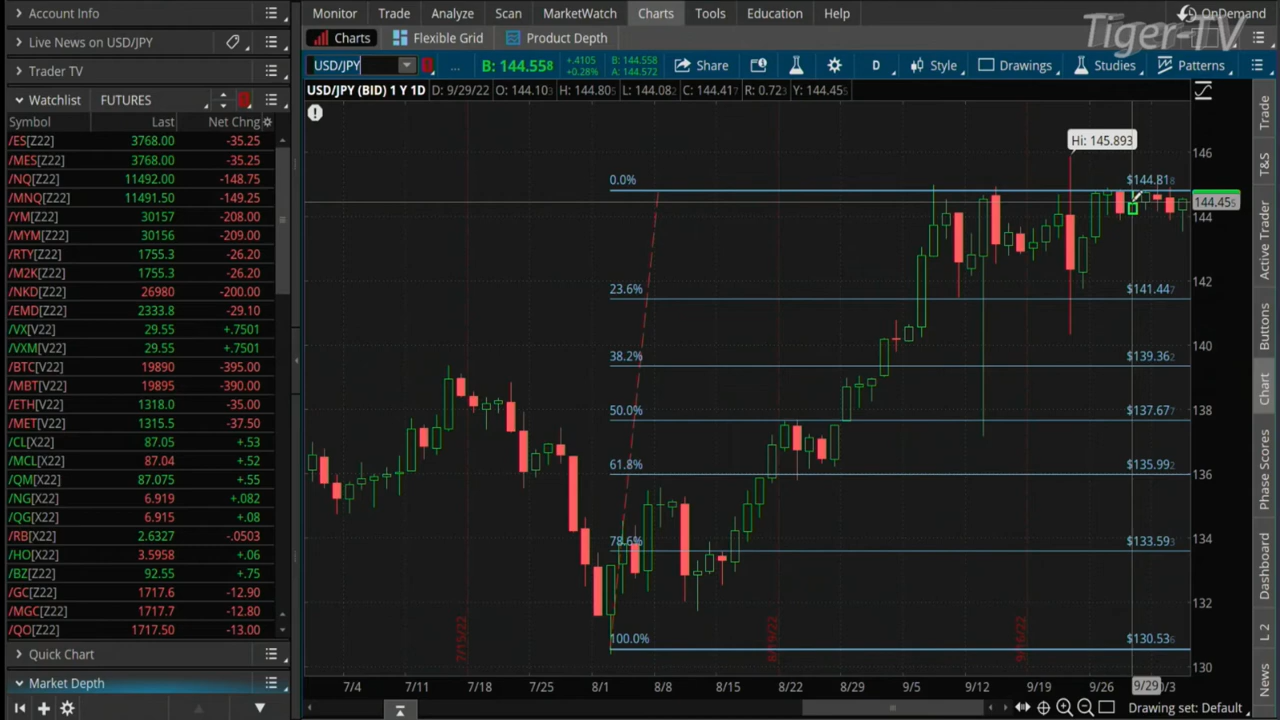 Account Info
Live News on USD/JPY
Trader TV
Watchlist FUTURES
Symbol Last Net Chng
/ES[Z22] 3768.00 -35.25
/MES[Z22] 3768.00 -35.25
/NQ[Z22] 11492.00 -148.75
/MNQ[Z22] 11491.50 -149.25
/YM[Z22] 30157 -208.00
/MYM[Z22] 30156 -209.00
/RTY[Z22] 1755.3 -26.20
/M2K[Z22] 1755.3 -26.20
/NKD[Z22] 26980 -200.00
/EMD[Z22] 2333.8 -29.10
/VX[V22] 29.55 +.7501
/VXM[V22] 29.55 +.7501
/BTC[V22] 19890 -395.00
/MBT[V22] 19895 -390.00
/ETH[V22] 1318.0 -35.00
/MET[V22] 1315.5 -37.50
/CL[X22] 87.05 +.53
/MCL[X22] 87.04 +.52
/QM[X22] 87.075 +.55
/NG[X22] 6.919 +.082
/QG[X22] 6.915 +.08
/RB[X22] 2.6327 -.0503
/HO[X22] 3.5958 +.06
/BZ[Z22] 92.55 +.75
/GC[Z22] 1717.6 -12.90
/MGC[Z22] 1717.7 -12.80
/QO[Z22] 1717.50 -13.00
Quick Chart
Market Depth
Monitor Trade Analyze Scan MarketWatch Charts Tools Education Help
OnDemand
Tiger-TV
Charts Flexible Grid Product Depth
USD/JPY ... B: 144.558 +.4105 +0.28% B: 144.558 A: 144.572 Share D Style Drawings Studies Patterns
USD/JPY (BID) 1 Y 1D D: 9/29/22 O: 144.103 H: 144.805 L: 144.082 C: 144.417 R: 0.723 Y: 144.455
Hi: 145.893
146
0.0% $144.818
144.455
144
142
23.6% $141.447
140
38.2% $139.362
138
50.0% $137.677
136
61.8% $135.992
134
78.6% $133.593
132
100.0% $130.536
130
7/15/22 8/19/22 9/16/22
7/4 7/11 7/18 7/25 8/1 8/8 8/15 8/22 8/29 9/5 9/12 9/19 9/26 9/29 0/3
Drawing set: Default
Trade
T&S
Active Trader
Buttons
Chart
Phase Scores
Dashboard
L 2
News